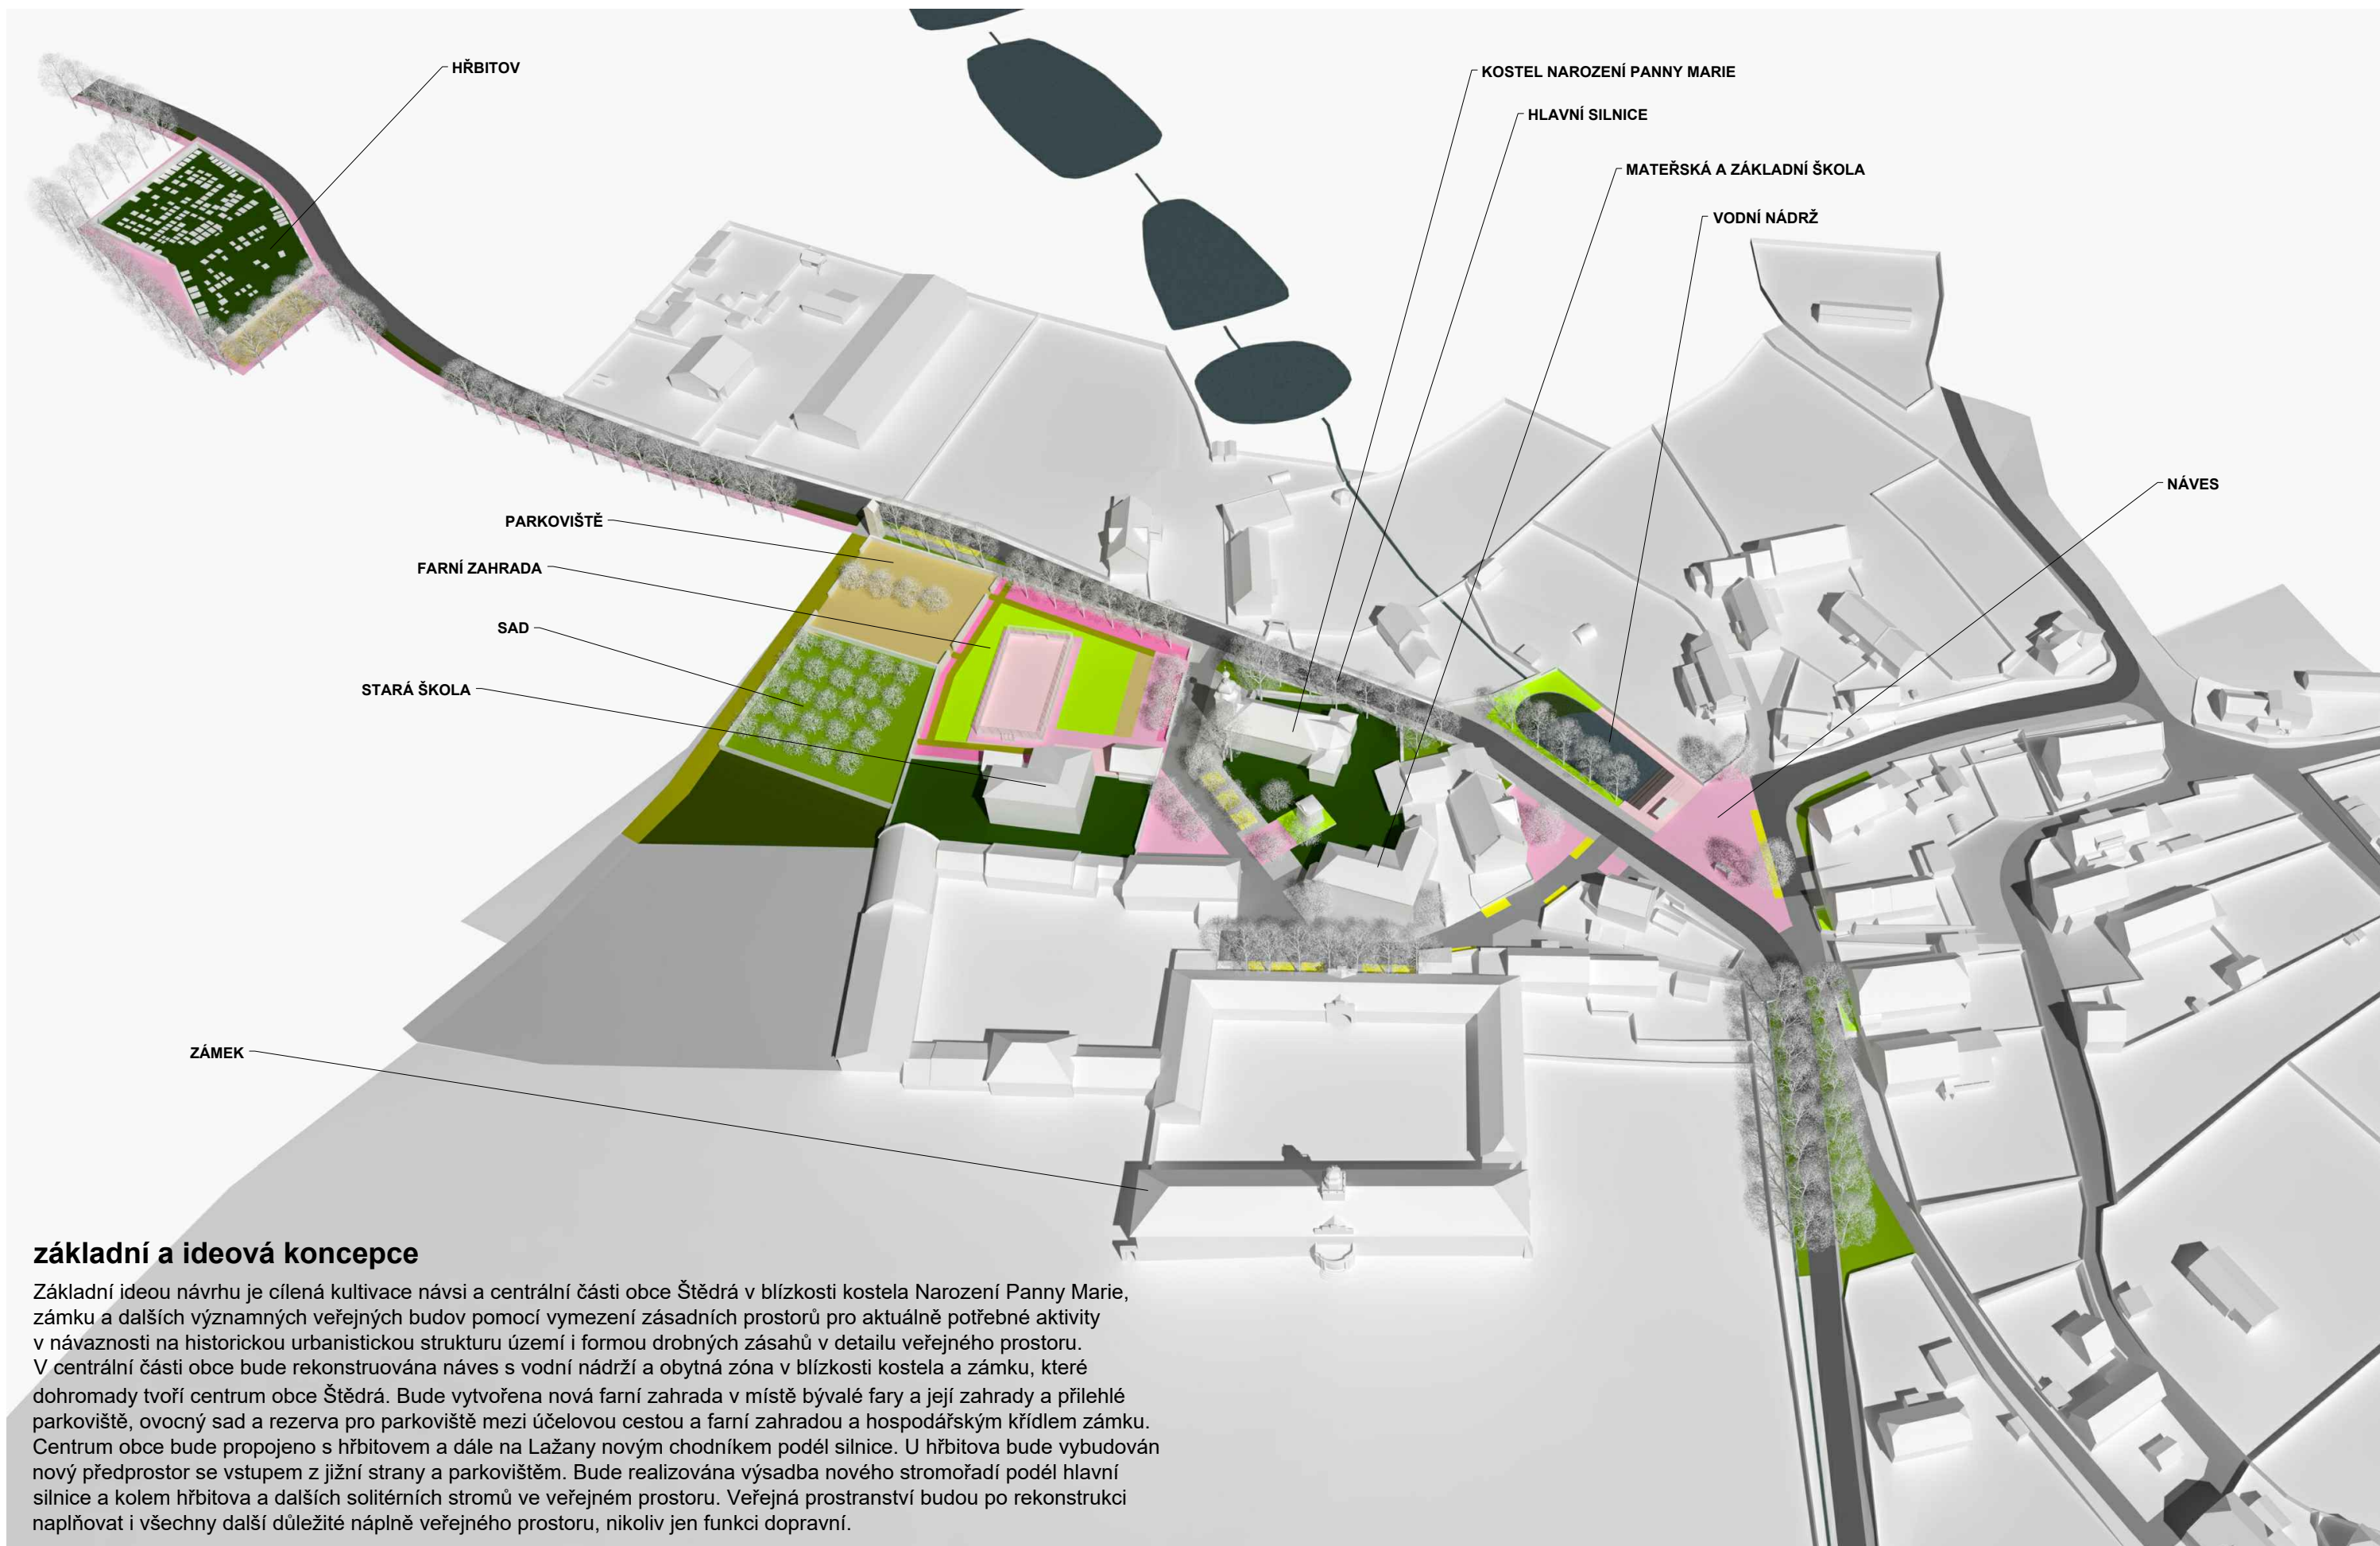 HŘBITOV
KOSTEL NAROZENÍ PANNY MARIE
HLAVNÍ SILNICE
MATEŘSKÁ A ZÁKLADNÍ ŠKOLA
VODNÍ NÁDRŽ
NÁVES
PARKOVIŠTĚ
FARNÍ ZAHRADA
SAD
STARÁ ŠKOLA
ZÁMEK
základní a ideová koncepce
Základní ideou návrhu je cílená kultivace návsi a centrální části obce Štědrá v blízkosti kostela Narození Panny Marie,
zámku a dalších významných veřejných budov pomocí vymezení zásadních prostorů pro aktuálně potřebné aktivity
v návaznosti na historickou urbanistickou strukturu území i formou drobných zásahů v detailu veřejného prostoru.
V centrální části obce bude rekonstruována náves s vodní nádrží a obytná zóna v blízkosti kostela a zámku, které
dohromady tvoří centrum obce Štědrá. Bude vytvořena nová farní zahrada v místě bývalé fary a její zahrady a přilehlé
parkoviště, ovocný sad a rezerva pro parkoviště mezi účelovou cestou a farní zahradou a hospodářským křídlem zámku.
Centrum obce bude propojeno s hřbitovem a dále na Lažany novým chodníkem podél silnice. U hřbitova bude vybudován
nový předprostor se vstupem z jižní strany a parkovištěm. Bude realizována výsadba nového stromořadí podél hlavní
silnice a kolem hřbitova a dalších solitérních stromů ve veřejném prostoru. Veřejná prostranství budou po rekonstrukci
naplňovat i všechny další důležité náplně veřejného prostoru, nikoliv jen funkci dopravní.